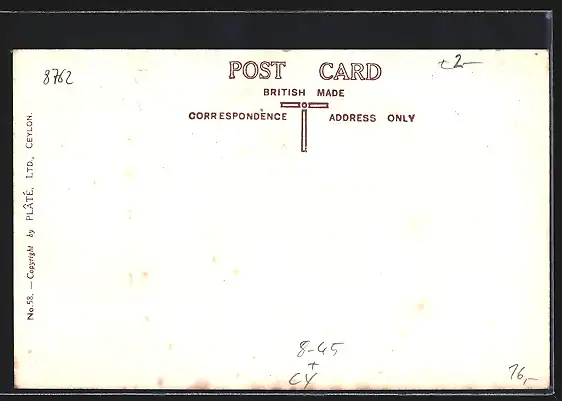 8762
+2-
POST CARD
BRITISH MADE
CORRESPONDENCE ADDRESS ONLY
No. 58. — Copyright by PLÂTÉ, LTD., CEYLON.
8-45
+
CY
16,-